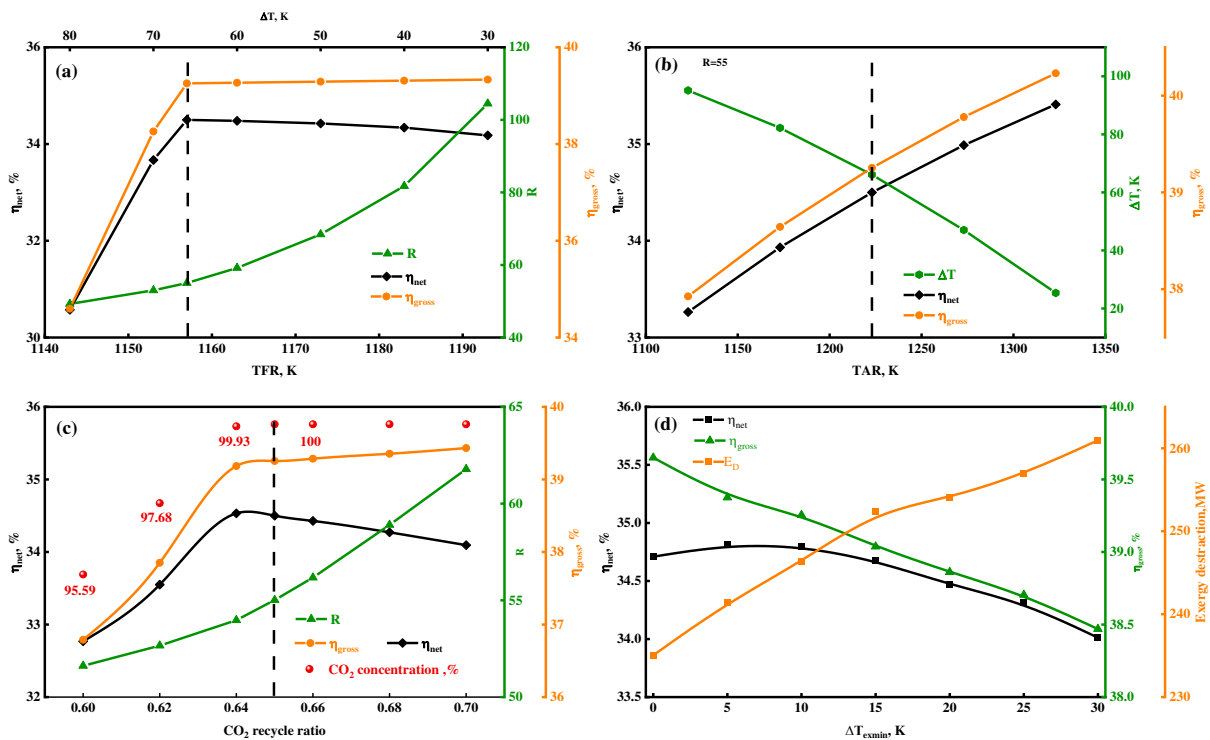 ΔT, K
80 70 60 50 40 30
(a)
36
34
32
30
η_net, %
120
100
80
60
40
R
40
38
36
34
η_gross, %
R
η_net
η_gross
1140 1150 1160 1170 1180 1190
TFR, K
(b)
R=55
36
35
34
33
η_net, %
100
80
60
40
20
ΔT, K
40
39
38
η_gross, %
ΔT
η_net
η_gross
1100 1150 1200 1250 1300 1350
TAR, K
(c)
36
35
34
33
32
η_net, %
95.59
97.68
99.93
100
65
60
55
50
R
40
39
38
37
36
η_gross, %
R
η_gross η_net
CO₂ concentration ,%
0.60 0.62 0.64 0.66 0.68 0.70
CO₂ recycle ratio
(d)
36.0
35.5
35.0
34.5
34.0
33.5
η_net, %
η_net
η_gross
E_D
40.0
39.5
39.0
38.5
38.0
η_gross, %
260
250
240
230
Exergy destraction,MW
0 5 10 15 20 25 30
ΔT_exmin, K